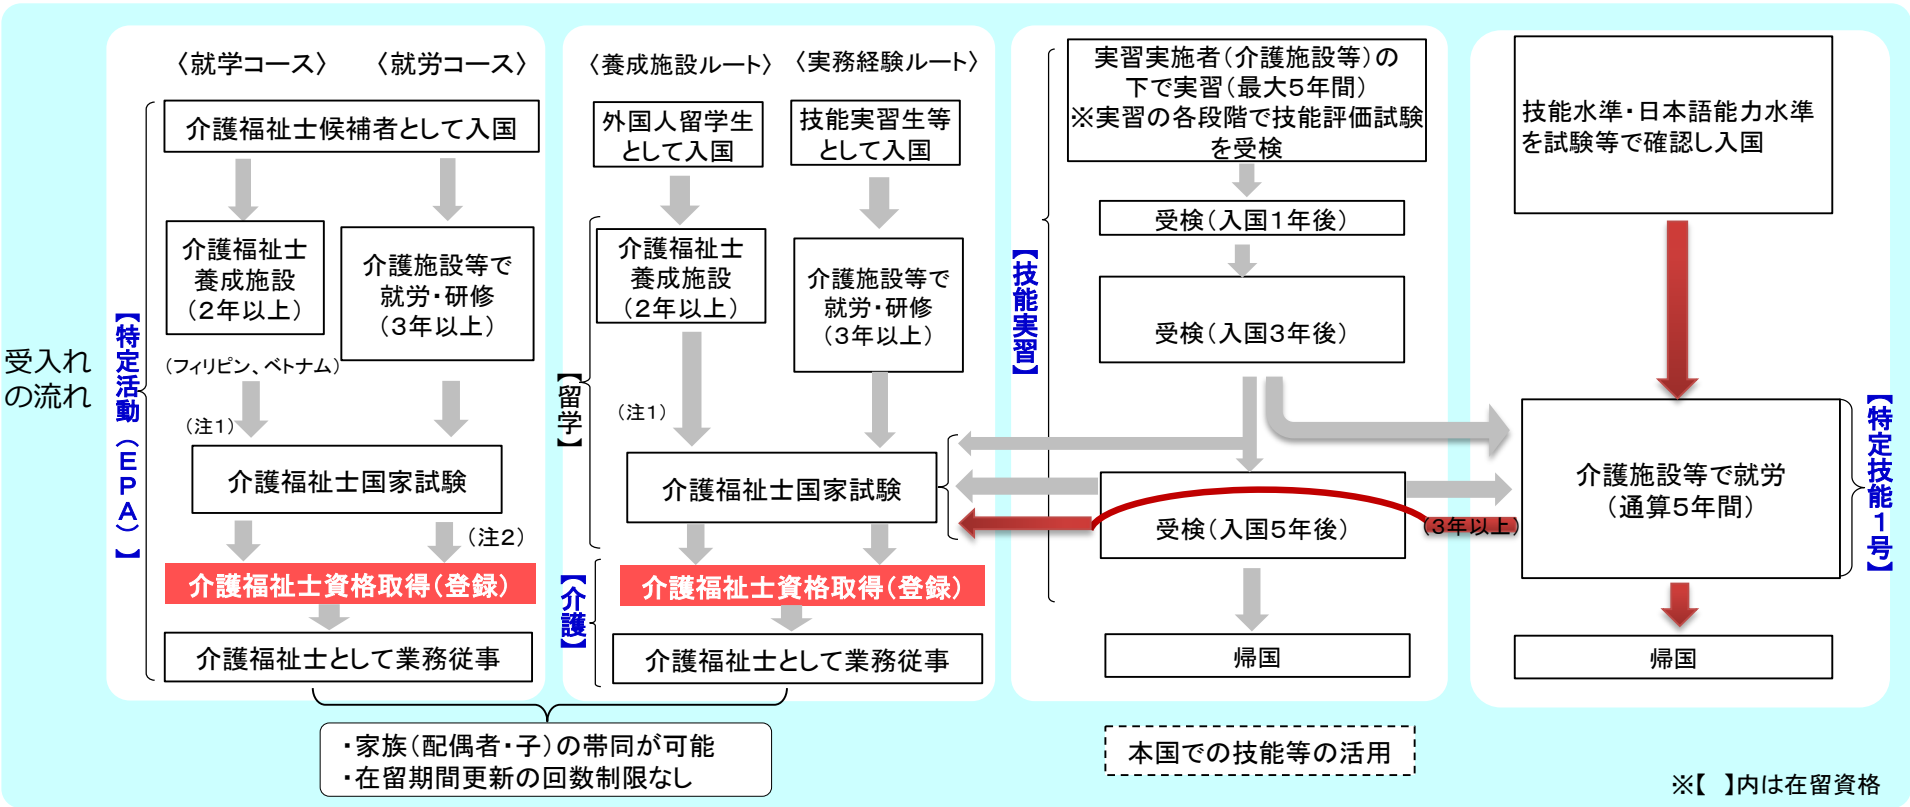 受入れ
の流れ
〈就学コース〉
〈就労コース〉
介護福祉士候補者として入国
介護福祉士
養成施設
（２年以上）
介護施設等で
就労・研修
（３年以上）
（フィリピン、ベトナム）
（注１）
【特定活動（ＥＰＡ）】
介護福祉士国家試験
（注２）
介護福祉士資格取得（登録）
介護福祉士として業務従事
〈養成施設ルート〉
〈実務経験ルート〉
外国人留学生
として入国
技能実習生等
として入国
介護福祉士
養成施設
（２年以上）
介護施設等で
就労・研修
（３年以上）
【留学】
（注１）
介護福祉士国家試験
【介護】
介護福祉士資格取得（登録）
介護福祉士として業務従事
・家族（配偶者・子）の帯同が可能
・在留期間更新の回数制限なし
実習実施者（介護施設等）の
下で実習（最大５年間）
※実習の各段階で技能評価試験
を受検
受検（入国１年後）
【技能実習】
受検（入国３年後）
受検（入国５年後）
帰国
本国での技能等の活用
技能水準・日本語能力水準
を試験等で確認し入国
介護施設等で就労
（通算５年間）
（３年以上）
【特定技能１号】
帰国
※【　】内は在留資格